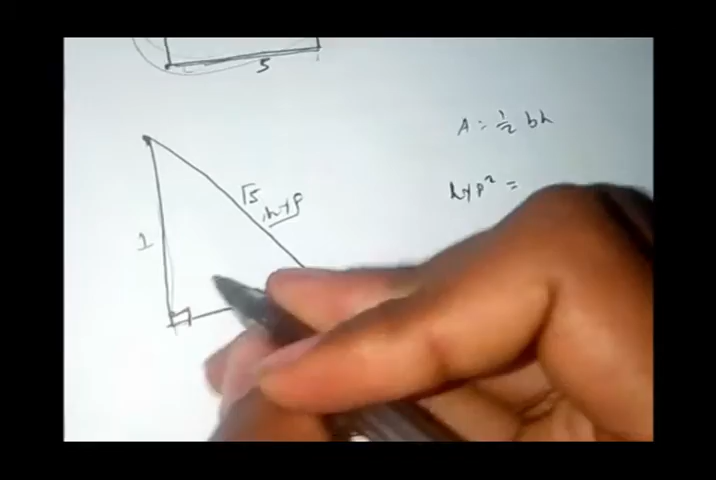 5
A = 1/2 bh
√5
hyp
hyp² =
1